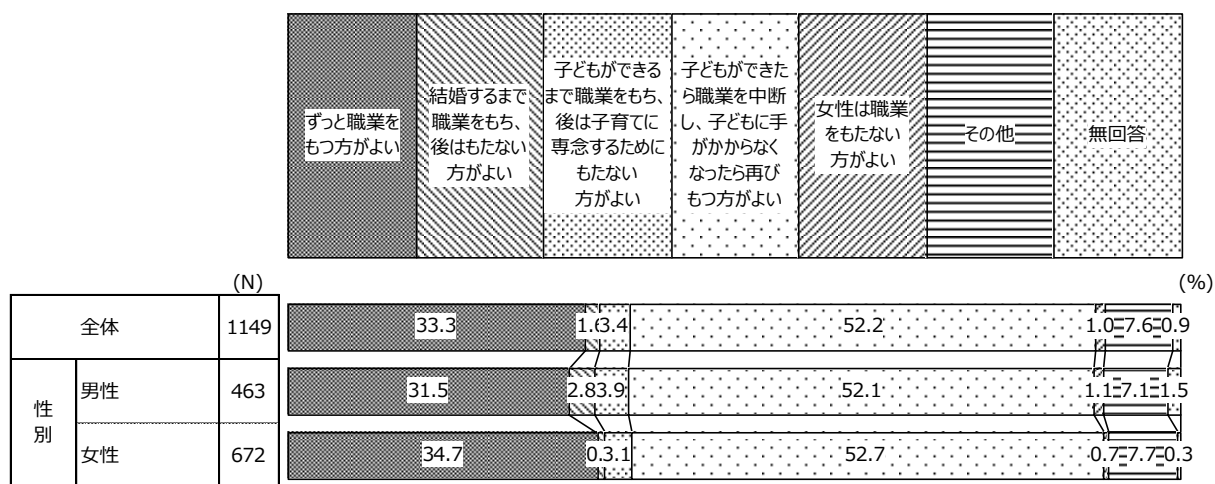 ずっと職業を
もつ方がよい
結婚するまで
職業をもち、
後はもたない
方がよい
子どもができる
まで職業をもち、
後は子育てに
専念するために
もたない
方がよい
子どもができた
ら職業を中断
し、子どもに手
がかからなく
なったら再び
もつ方がよい
女性は職業
をもたない
方がよい
その他
無回答
(N) (%)
全体 1149 33.3 1.6 3.4 52.2 1.0 7.6 0.9
性別
男性 463 31.5 2.8 3.9 52.1 1.1 7.1 1.5
女性 672 34.7 3.1 52.7 0.7 7.7 0.3